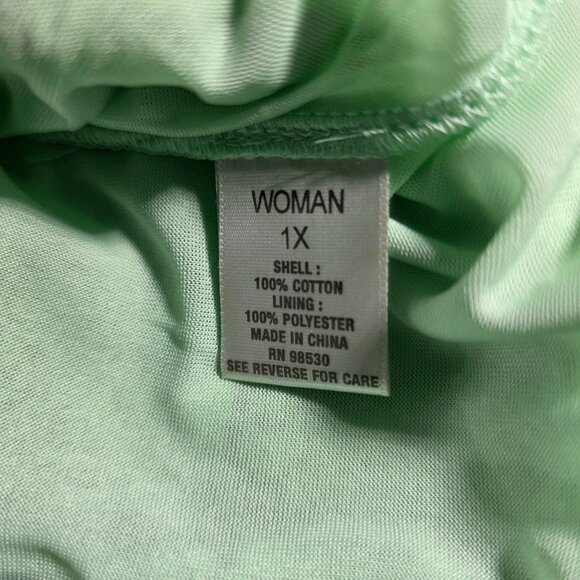 WOMAN
1X
SHELL :
100% COTTON
LINING :
100% POLYESTER
MADE IN CHINA
RN 98530
SEE REVERSE FOR CARE